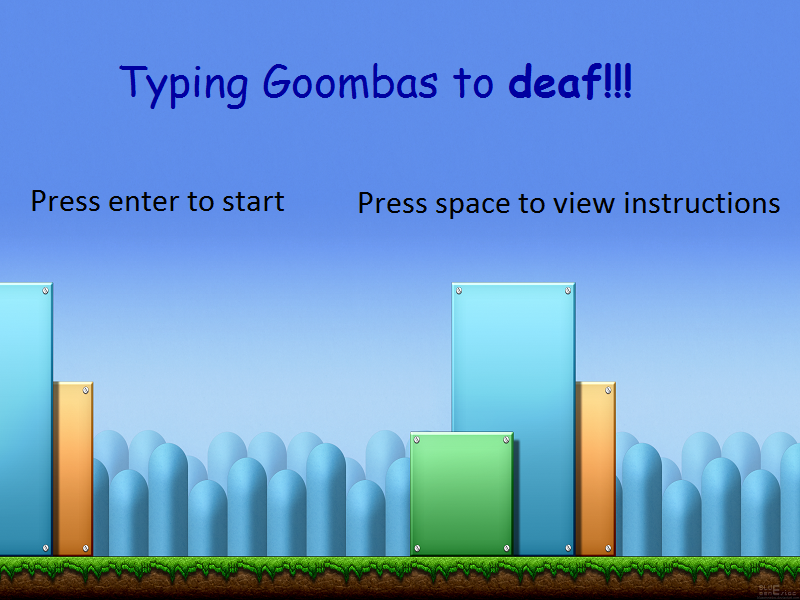 Typing Goombas to deaf!!!
Press enter to start
Press space to view instructions